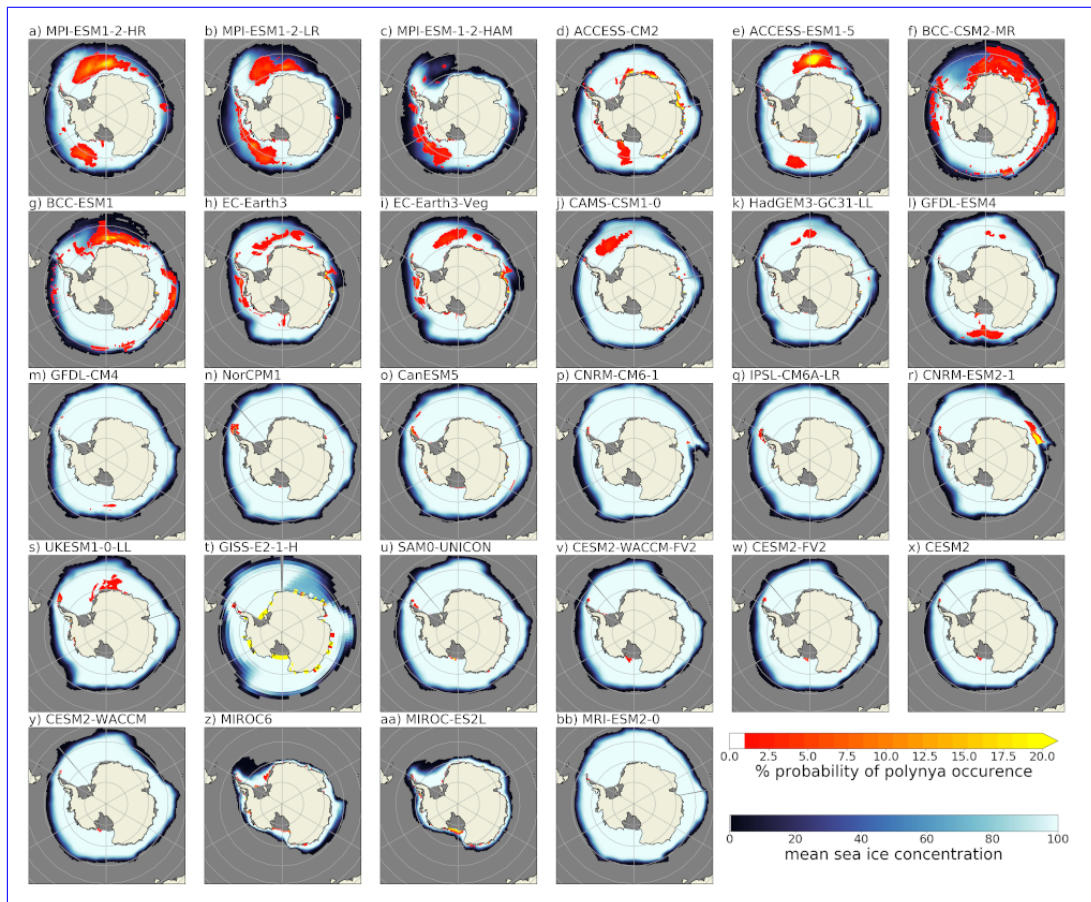 a) MPI-ESM1-2-HR b) MPI-ESM1-2-LR c) MPI-ESM-1-2-HAM d) ACCESS-CM2 e) ACCESS-ESM1-5 f) BCC-CSM2-MR
g) BCC-ESM1 h) EC-Earth3 i) EC-Earth3-Veg j) CAMS-CSM1-0 k) HadGEM3-GC31-LL l) GFDL-ESM4
m) GFDL-CM4 n) NorCPM1 o) CanESM5 p) CNRM-CM6-1 q) IPSL-CM6A-LR r) CNRM-ESM2-1
s) UKESM1-0-LL t) GISS-E2-1-H u) SAM0-UNICON v) CESM2-WACCM-FV2 w) CESM2-FV2 x) CESM2
y) CESM2-WACCM z) MIROC6 aa) MIROC-ES2L bb) MRI-ESM2-0
0.0 2.5 5.0 7.5 10.0 12.5 15.0 17.5 20.0
% probability of polynya occurence
0 20 40 60 80 100
mean sea ice concentration